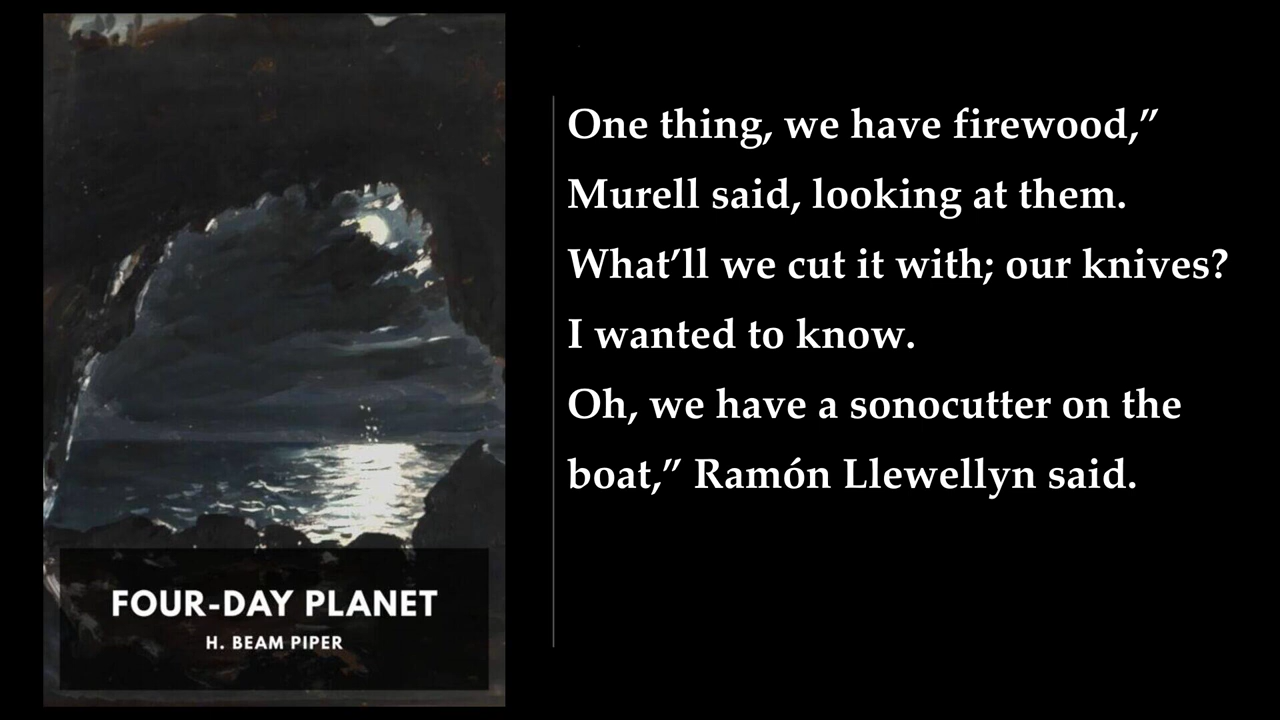 One thing, we have firewood,”
Murell said, looking at them.
What’ll we cut it with; our knives?
I wanted to know.
Oh, we have a sonocutter on the
boat,” Ramón Llewellyn said.
FOUR-DAY PLANET
H. BEAM PIPER